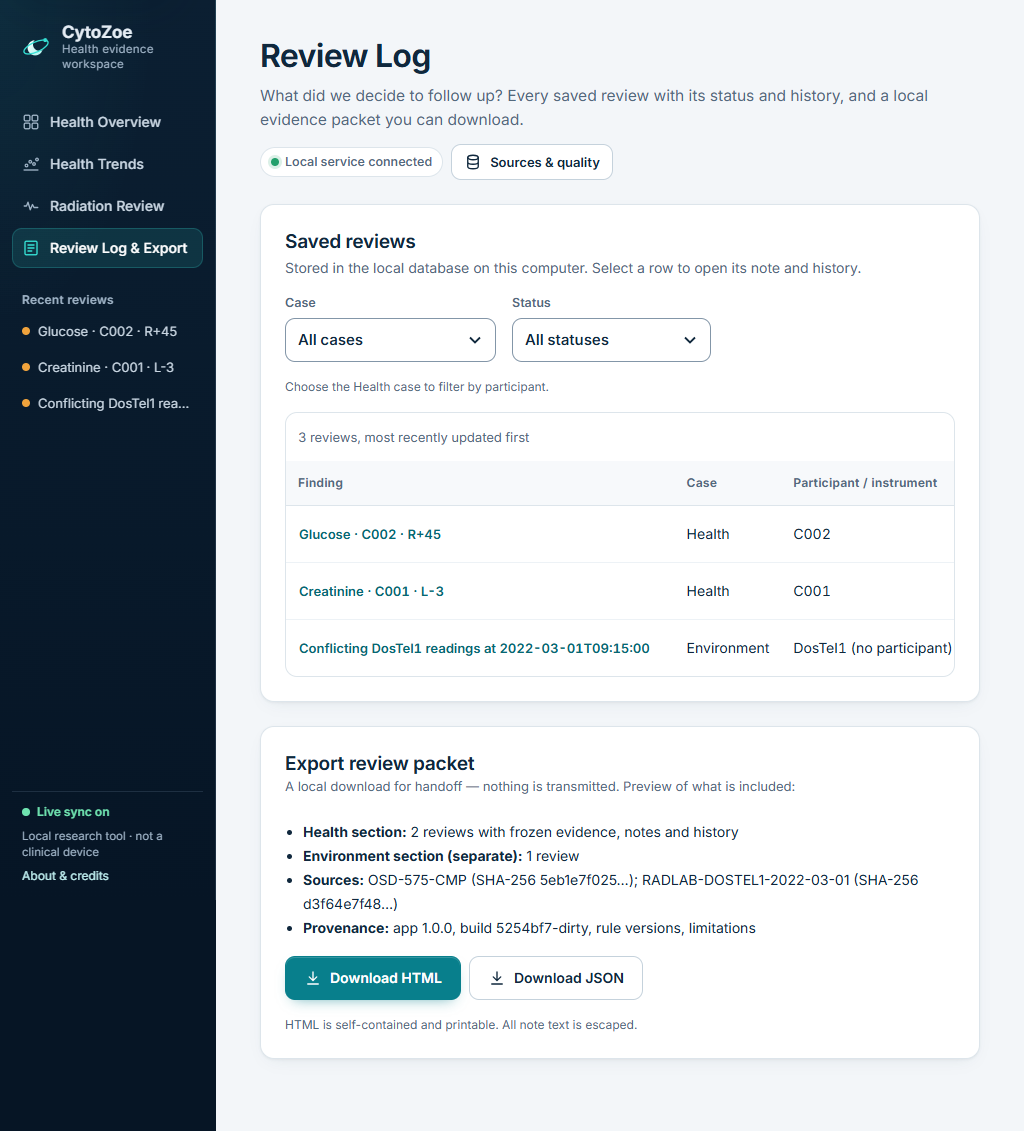 CytoZoe
Health evidence
workspace
Health Overview
Health Trends
Radiation Review
Review Log & Export
Recent reviews
Glucose · C002 · R+45
Creatinine · C001 · L-3
Conflicting DosTel1 rea...
Live sync on
Local research tool · not a
clinical device
About & credits
Review Log
What did we decide to follow up? Every saved review with its status and history, and a local
evidence packet you can download.
Local service connected
Sources & quality
Saved reviews
Stored in the local database on this computer. Select a row to open its note and history.
Case Status
All cases All statuses
Choose the Health case to filter by participant.
3 reviews, most recently updated first
Finding Case Participant / instrument
Glucose · C002 · R+45 Health C002
Creatinine · C001 · L-3 Health C001
Conflicting DosTel1 readings at 2022-03-01T09:15:00 Environment DosTel1 (no participant)
Export review packet
A local download for handoff — nothing is transmitted. Preview of what is included:
• Health section: 2 reviews with frozen evidence, notes and history
• Environment section (separate): 1 review
• Sources: OSD-575-CMP (SHA-256 5eb1e7f025...); RADLAB-DOSTEL1-2022-03-01 (SHA-256
d3f64e7f48...)
• Provenance: app 1.0.0, build 5254bf7-dirty, rule versions, limitations
Download HTML Download JSON
HTML is self-contained and printable. All note text is escaped.